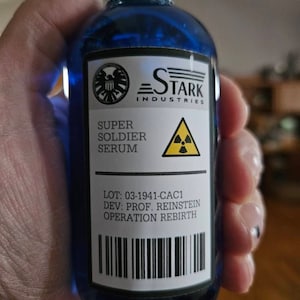 STARK
INDUSTRIES
SUPER
SOLDIER
SERUM
LOT: 03-1941-CAC1
DEV: PROF. REINSTEIN
OPERATION REBIRTH